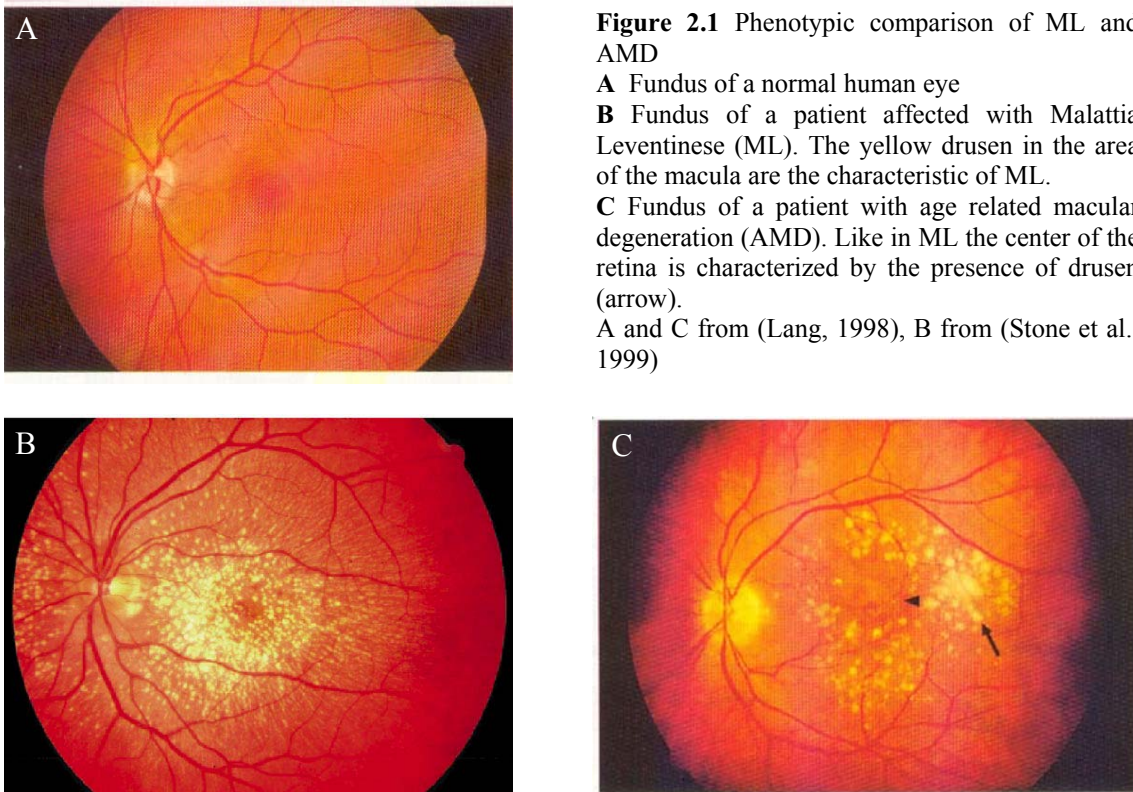 A
Figure 2.1 Phenotypic comparison of ML and
AMD
A Fundus of a normal human eye
B Fundus of a patient affected with Malattia
Leventinese (ML). The yellow drusen in the area
of the macula are the characteristic of ML.
C Fundus of a patient with age related macular
degeneration (AMD). Like in ML the center of the
retina is characterized by the presence of drusen
(arrow).
A and C from (Lang, 1998), B from (Stone et al.
1999)
B
C